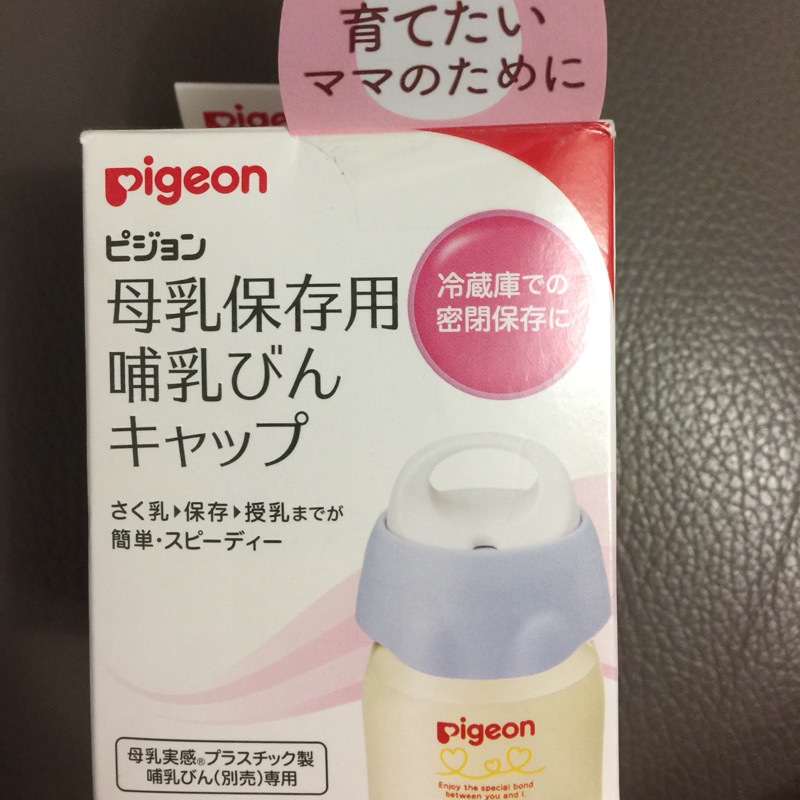 育てたい
ママのために
pigeon
pigeon
ピジョン
母乳保存用
哺乳びん
キャップ
冷蔵庫での
密閉保存に
さく乳▶保存▶授乳までが
簡単・スピーディー
母乳実感®プラスチック製
哺乳びん(別売)専用
pigeon
Enjoy the special bond
between you and I.